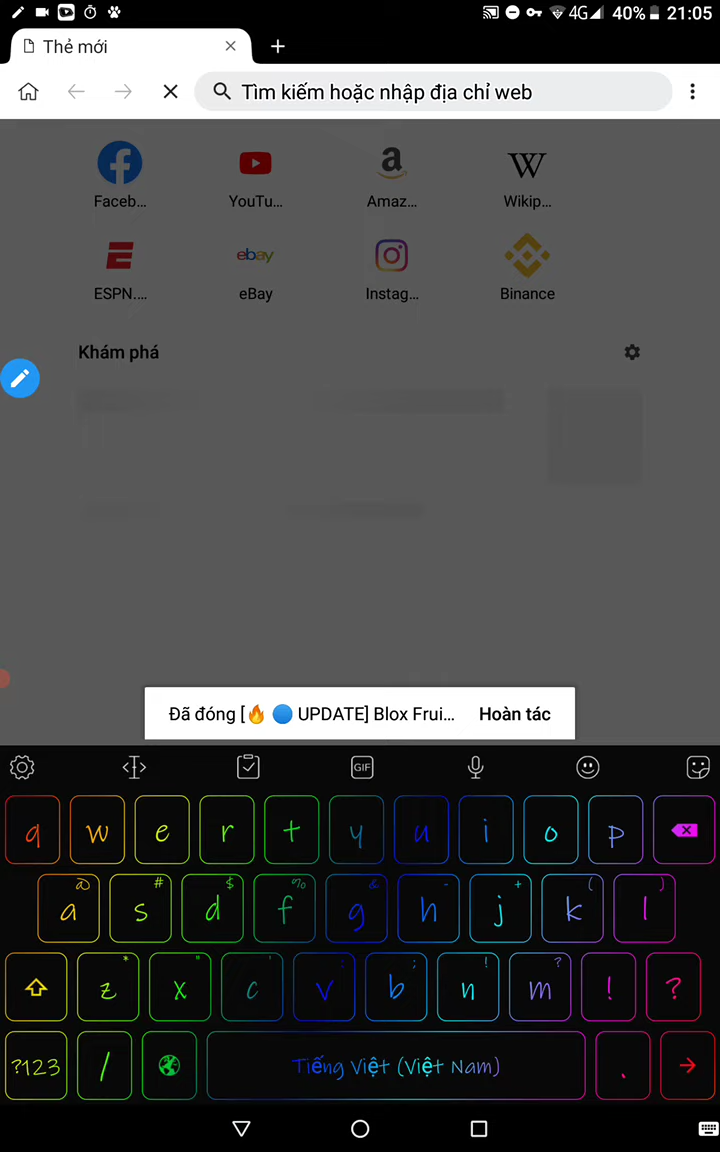 4G 40% 21:05
Thẻ mới
Tìm kiếm hoặc nhập địa chỉ web
Faceb... YouTu... Amaz... Wikip...
ESPN.... eBay Instag... Binance
Khám phá
Đã đóng [🔥 🔵 UPDATE] Blox Frui... Hoàn tác
GIF
q w e r t y u i o p
@ # $ % & - + ( )
a s d f g h j k l
* " ' : ; ! ?
z x c v b n m ! ?
?123 / Tiếng Việt (Việt Nam) .